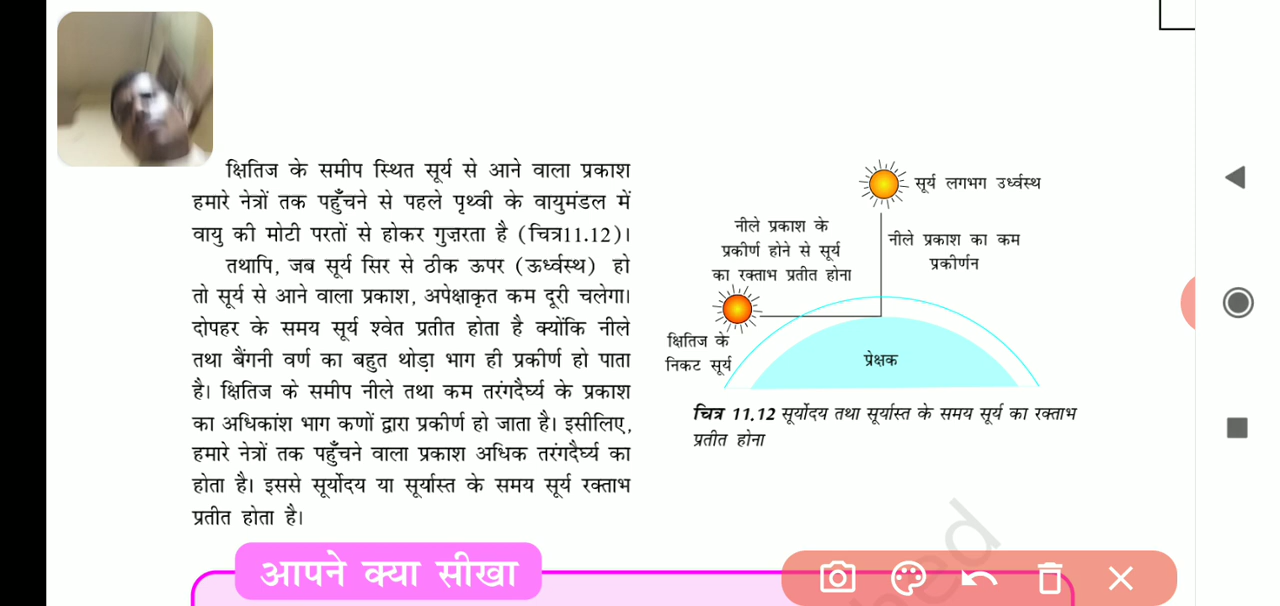 क्षितिज के समीप स्थित सूर्य से आने वाला प्रकाश
हमारे नेत्रों तक पहुँचने से पहले पृथ्वी के वायुमंडल में
वायु की मोटी परतों से होकर गुज़रता है (चित्र11.12)।
तथापि, जब सूर्य सिर से ठीक ऊपर (ऊर्ध्वस्थ) हो
तो सूर्य से आने वाला प्रकाश, अपेक्षाकृत कम दूरी चलेगा।
दोपहर के समय सूर्य श्वेत प्रतीत होता है क्योंकि नीले
तथा बैंगनी वर्ण का बहुत थोड़ा भाग ही प्रकीर्ण हो पाता
है। क्षितिज के समीप नीले तथा कम तरंगदैर्घ्य के प्रकाश
का अधिकांश भाग कणों द्वारा प्रकीर्ण हो जाता है। इसीलिए,
हमारे नेत्रों तक पहुँचने वाला प्रकाश अधिक तरंगदैर्घ्य का
होता है। इससे सूर्योदय या सूर्यास्त के समय सूर्य रक्ताभ
प्रतीत होता है।
सूर्य लगभग उर्ध्वस्थ
नीले प्रकाश के
प्रकीर्ण होने से सूर्य
का रक्ताभ प्रतीत होना
नीले प्रकाश का कम
प्रकीर्णन
क्षितिज के
निकट सूर्य
प्रेक्षक
चित्र 11.12 सूर्योदय तथा सूर्यास्त के समय सूर्य का रक्ताभ
प्रतीत होना
आपने क्या सीखा